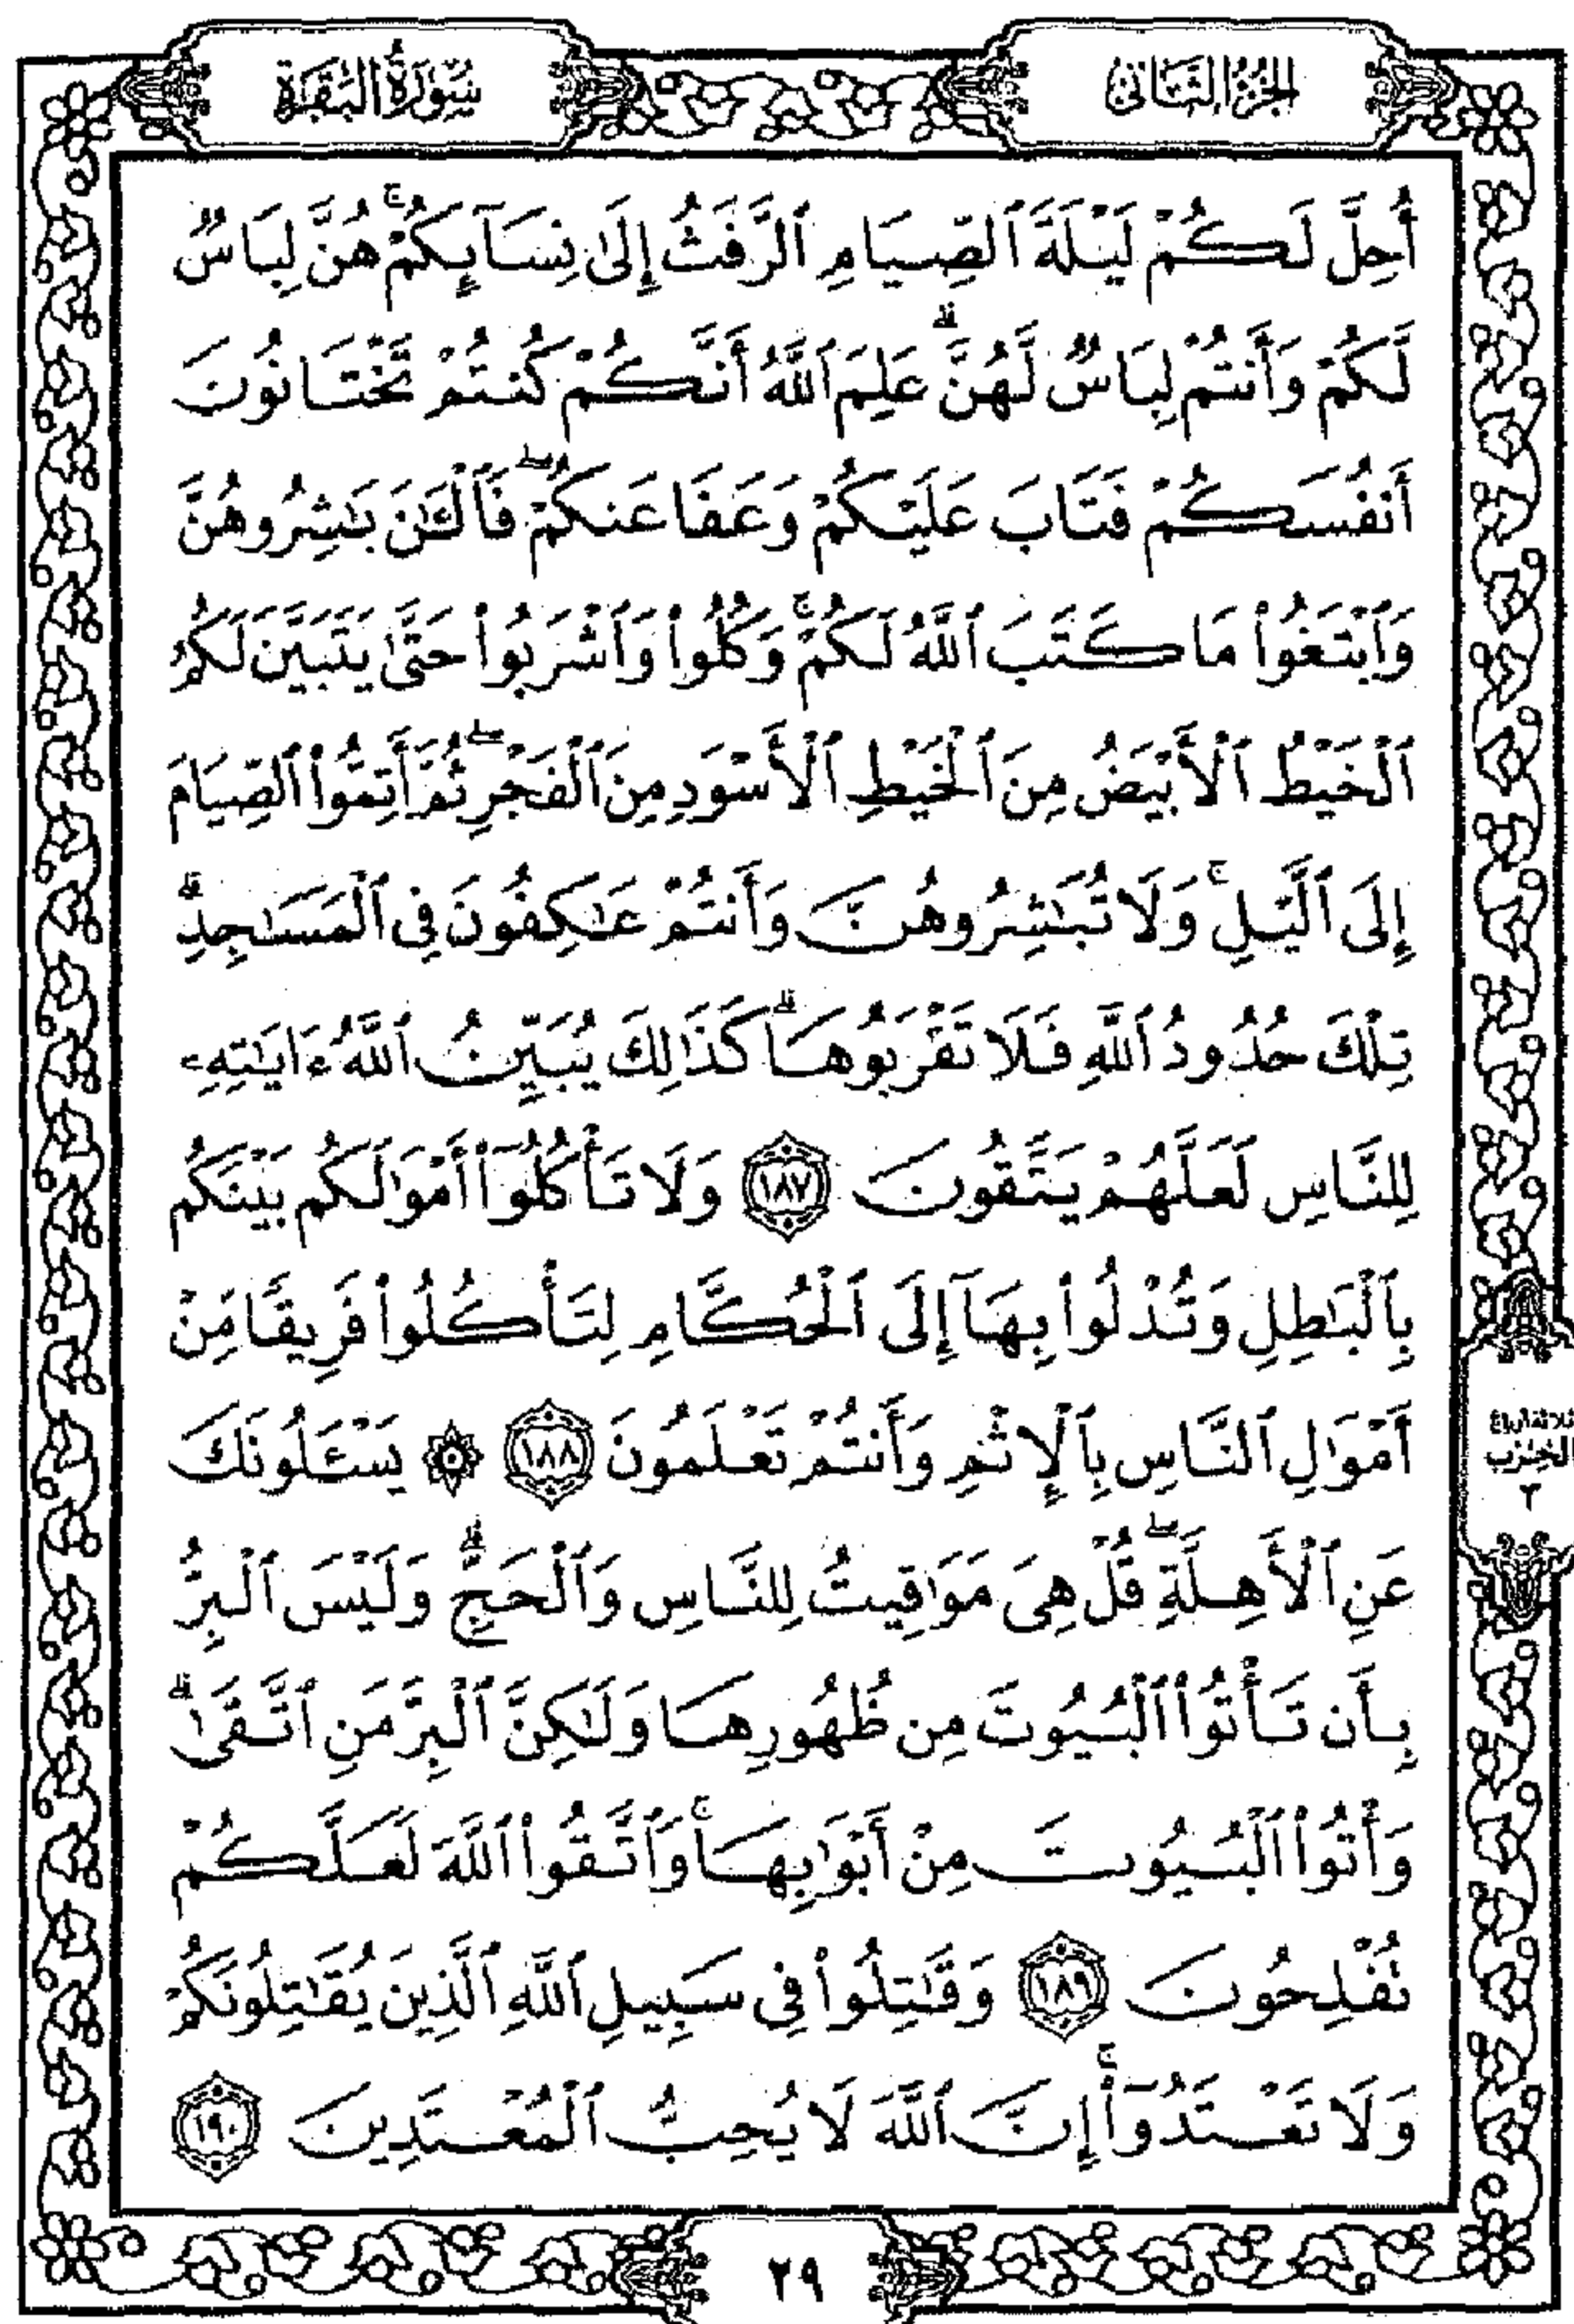 الجزء الثاني
سورة البقرة
أُحِلَّ لَكُمْ لَيْلَةَ ٱلصِّيَامِ ٱلرَّفَثُ إِلَىٰ نِسَآئِكُمْ ۚ هُنَّ لِبَاسٌ
لَّكُمْ وَأَنتُمْ لِبَاسٌ لَّهُنَّ ۗ عَلِمَ ٱللَّهُ أَنَّكُمْ كُنتُمْ تَخْتَانُونَ
أَنفُسَكُمْ فَتَابَ عَلَيْكُمْ وَعَفَا عَنكُمْ ۖ فَٱلْـَٰٔنَ بَـٰشِرُوهُنَّ
وَٱبْتَغُوا۟ مَا كَتَبَ ٱللَّهُ لَكُمْ ۚ وَكُلُوا۟ وَٱشْرَبُوا۟ حَتَّىٰ يَتَبَيَّنَ لَكُمُ
ٱلْخَيْطُ ٱلْأَبْيَضُ مِنَ ٱلْخَيْطِ ٱلْأَسْوَدِ مِنَ ٱلْفَجْرِ ۖ ثُمَّ أَتِمُّوا۟ ٱلصِّيَامَ
إِلَى ٱلَّيْلِ ۚ وَلَا تُبَـٰشِرُوهُنَّ وَأَنتُمْ عَـٰكِفُونَ فِى ٱلْمَسَـٰجِدِ ۗ
تِلْكَ حُدُودُ ٱللَّهِ فَلَا تَقْرَبُوهَا ۗ كَذَٰلِكَ يُبَيِّنُ ٱللَّهُ ءَايَـٰتِهِۦ
لِلنَّاسِ لَعَلَّهُمْ يَتَّقُونَ ١٨٧ وَلَا تَأْكُلُوٓا۟ أَمْوَٰلَكُم بَيْنَكُم
بِٱلْبَـٰطِلِ وَتُدْلُوا۟ بِهَآ إِلَى ٱلْحُكَّامِ لِتَأْكُلُوا۟ فَرِيقًا مِّنْ
أَمْوَٰلِ ٱلنَّاسِ بِٱلْإِثْمِ وَأَنتُمْ تَعْلَمُونَ ١٨٨ ۞ يَسْـَٔلُونَكَ
عَنِ ٱلْأَهِلَّةِ ۖ قُلْ هِىَ مَوَٰقِيتُ لِلنَّاسِ وَٱلْحَجِّ ۗ وَلَيْسَ ٱلْبِرُّ
بِأَن تَأْتُوا۟ ٱلْبُيُوتَ مِن ظُهُورِهَا وَلَـٰكِنَّ ٱلْبِرَّ مَنِ ٱتَّقَىٰ ۗ
وَأْتُوا۟ ٱلْبُيُوتَ مِنْ أَبْوَٰبِهَا ۚ وَٱتَّقُوا۟ ٱللَّهَ لَعَلَّكُمْ
تُفْلِحُونَ ١٨٩ وَقَـٰتِلُوا۟ فِى سَبِيلِ ٱللَّهِ ٱلَّذِينَ يُقَـٰتِلُونَكُمْ
وَلَا تَعْتَدُوٓا۟ ۚ إِنَّ ٱللَّهَ لَا يُحِبُّ ٱلْمُعْتَدِينَ ١٩٠
ثلاثة أرباع
الحزب
٣
٢٩